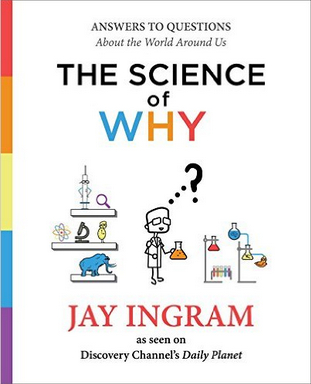 ANSWERS TO QUESTIONS
About the World Around Us
THE SCIENCE
of
WHY
?
JAY INGRAM
as seen on
Discovery Channel's Daily Planet